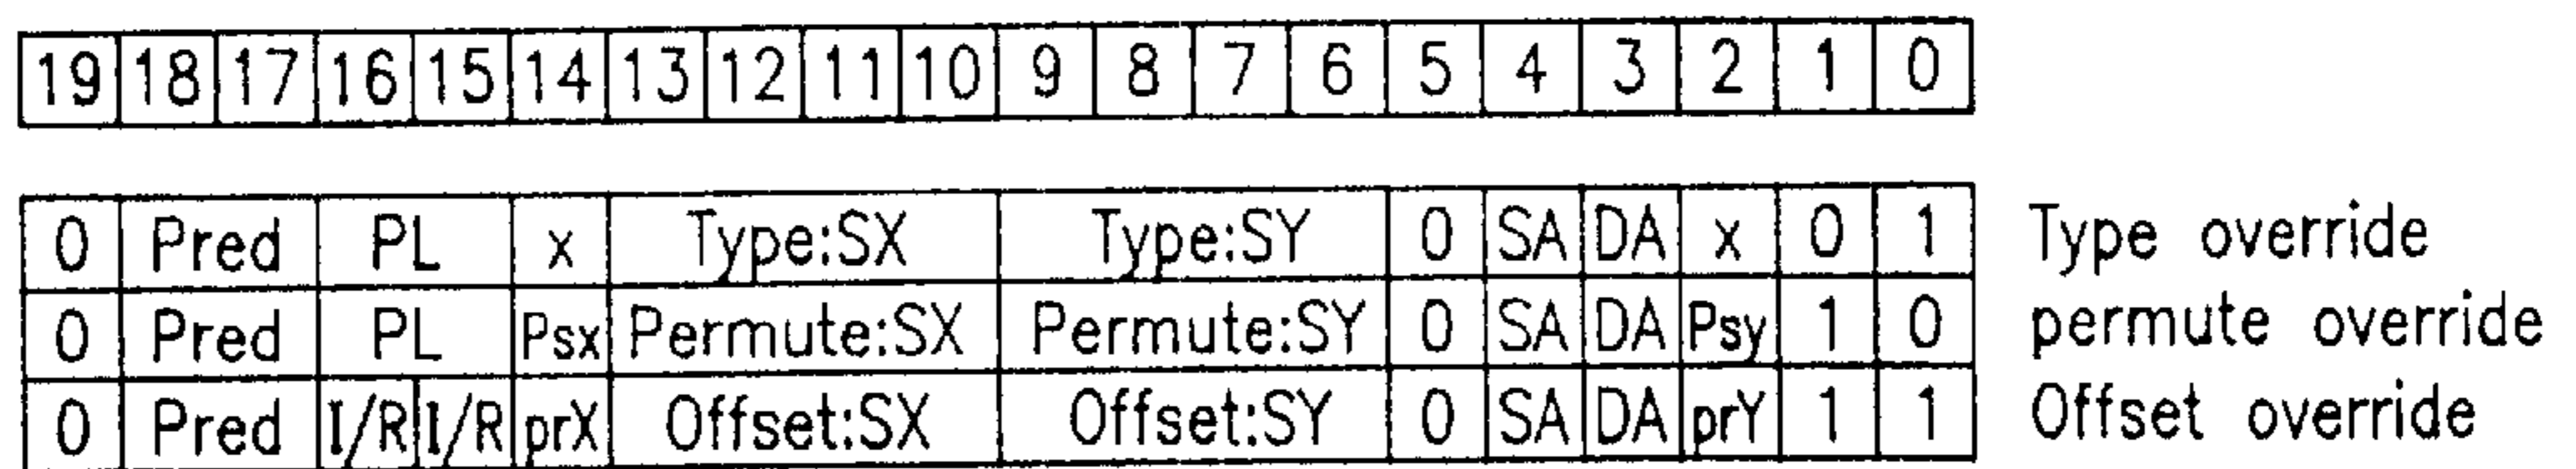 19 18 17 16 15 14 13 12 11 10 9 8 7 6 5 4 3 2 1 0
0 Pred PL x Type:SX Type:SY 0 SA DA x 0 1 Type override
0 Pred PL Psx Permute:SX Permute:SY 0 SA DA Psy 1 0 permute override
0 Pred I/R I/R prX Offset:SX Offset:SY 0 SA DA prY 1 1 Offset override